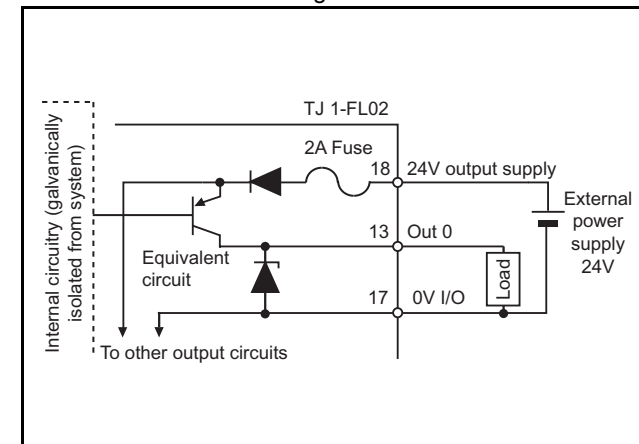 TJ 1-FL02
2A Fuse
18
24V output supply
External
power
supply
24V
13
Out 0
Equivalent
circuit
Load
17
0V I/O
To other output circuits
Internal circuitry (galvanically
isolated from system)